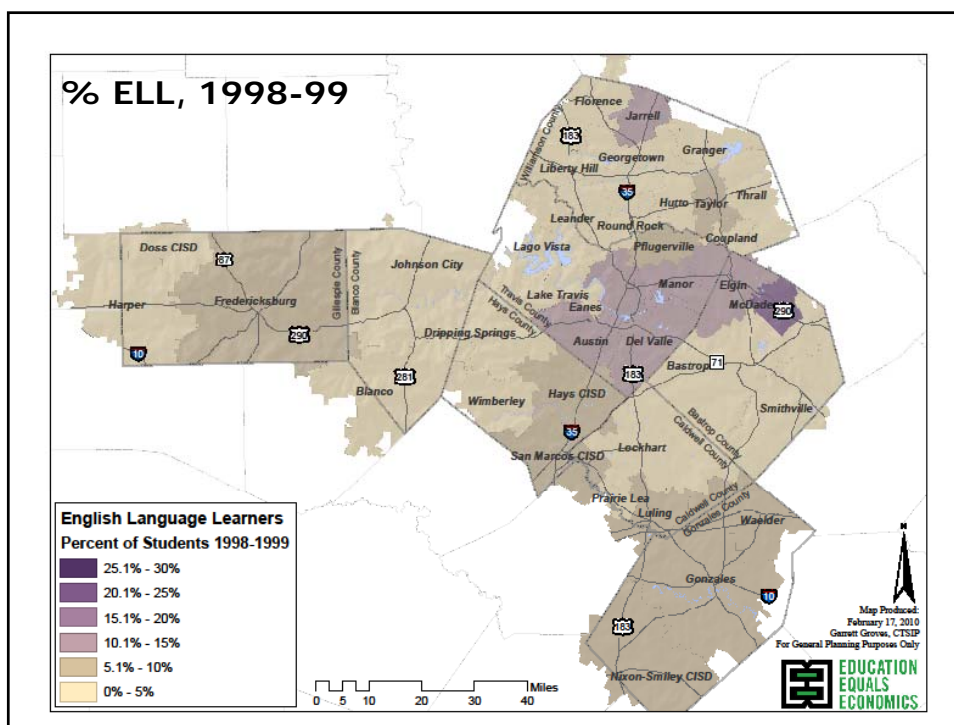 % ELL, 1998-99
Florence
Jarrell
Williamson County
183
Georgetown
Granger
Liberty Hill
35
Thrall
Hutto
Taylor
Leander
Round Rock
Coupland
Pflugerville
Lago Vista
Doss CISD
87
Johnson City
Gillespie County
Blanco County
Manor
Elgin
Lake Travis
McDade
Harper
Fredericksburg
Travis County
Hays County
Eanes
290
290
Dripping Springs
Austin
Del Valle
10
Bastrop
71
183
281
Blanco
Hays CISD
Wimberley
Smithville
35
Bastrop County
Caldwell County
Lockhart
San Marcos CISD
Prairie Lea
Luling
Caldwell County
Gonzales County
Waelder
Gonzales
10
183
Nixon-Smiley CISD
English Language Learners
Percent of Students 1998-1999
25.1% - 30%
20.1% - 25%
15.1% - 20%
10.1% - 15%
5.1% - 10%
0% - 5%
0 5 10 20 30 40
Miles
N
Map Produced:
February 17, 2010
Garrett Groves, CTSIP
For General Planning Purposes Only
EDUCATION
EQUALS
ECONOMICS